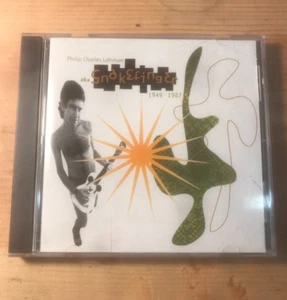 Philip Charles Lithman
aka Snakefinger
1949 - 1987